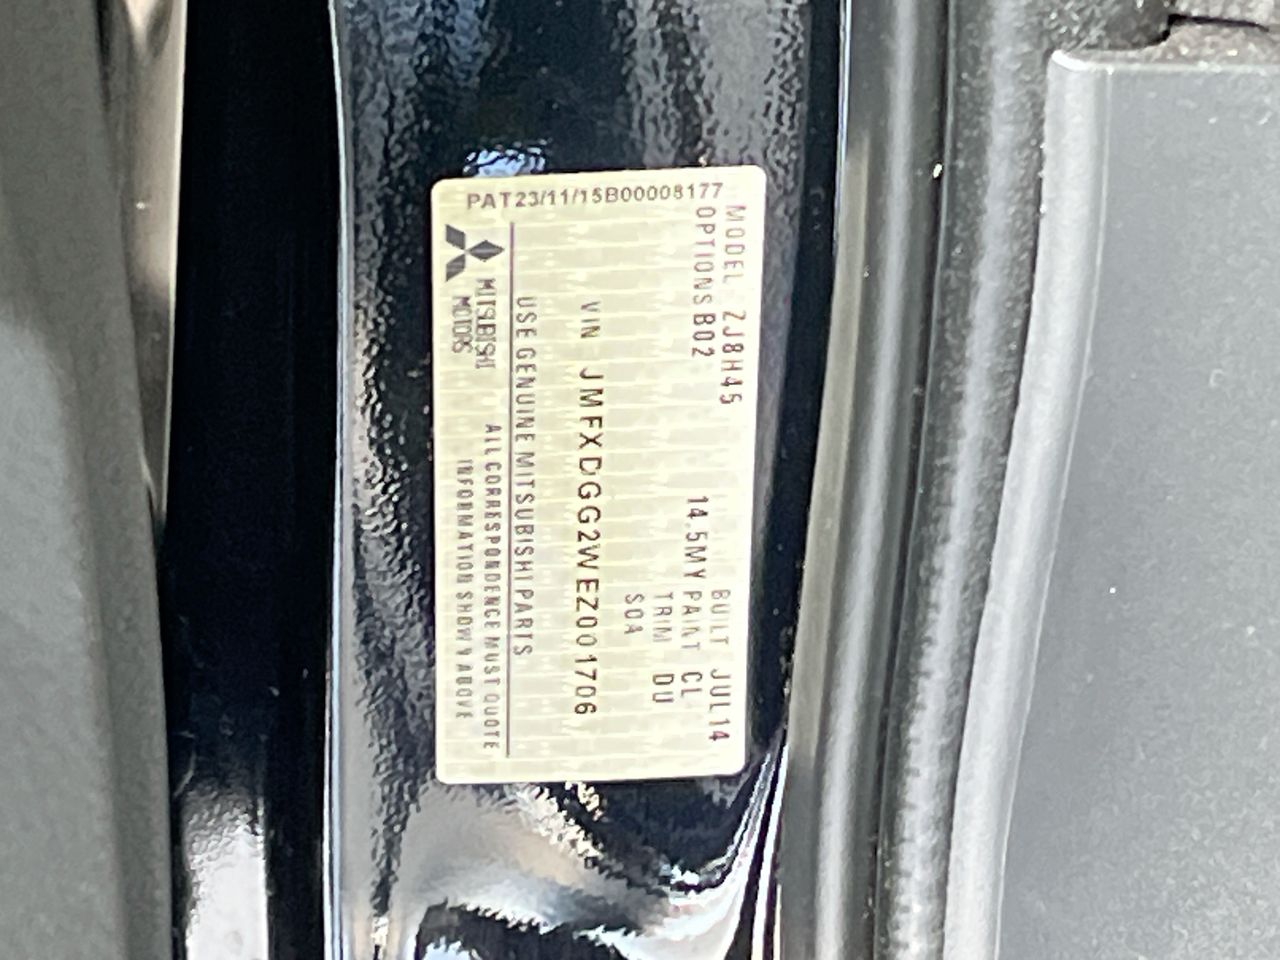 PAT23/11/15B00008177
MODEL ZJ8H45 BUILT JUL14
OPTIONS B02 14.5MY PAINT CL
TRIM DU
SOA
VIN JMFXDGG2WEZ001706
USE GENUINE MITSUBISHI PARTS
MITSUBISHI MOTORS
ALL CORRESPONDENCE MUST QUOTE
INFORMATION SHOWN ABOVE